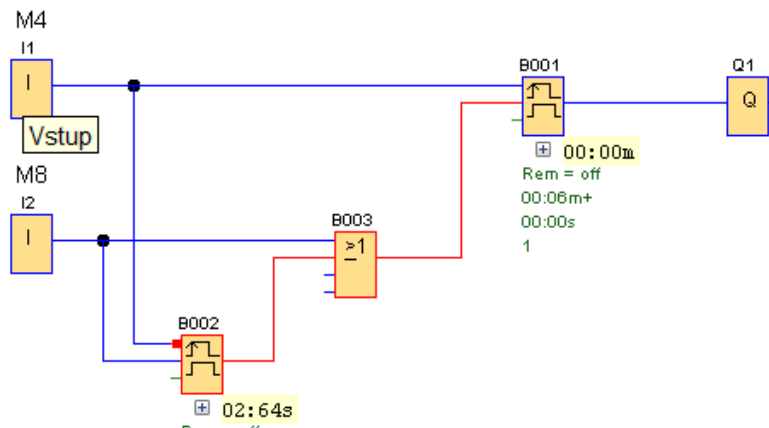 M4
I1
I
Vstup
B001
Q1
Q
00:00m
Rem = off
00:06m+
00:00s
1
M8
I2
I
B003
≥1
B002
02:64s